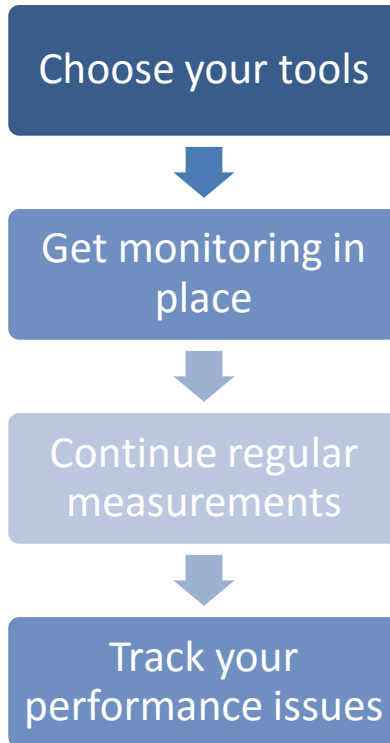 Choose your tools
Get monitoring in
place
Continue regular
measurements
Track your
performance issues